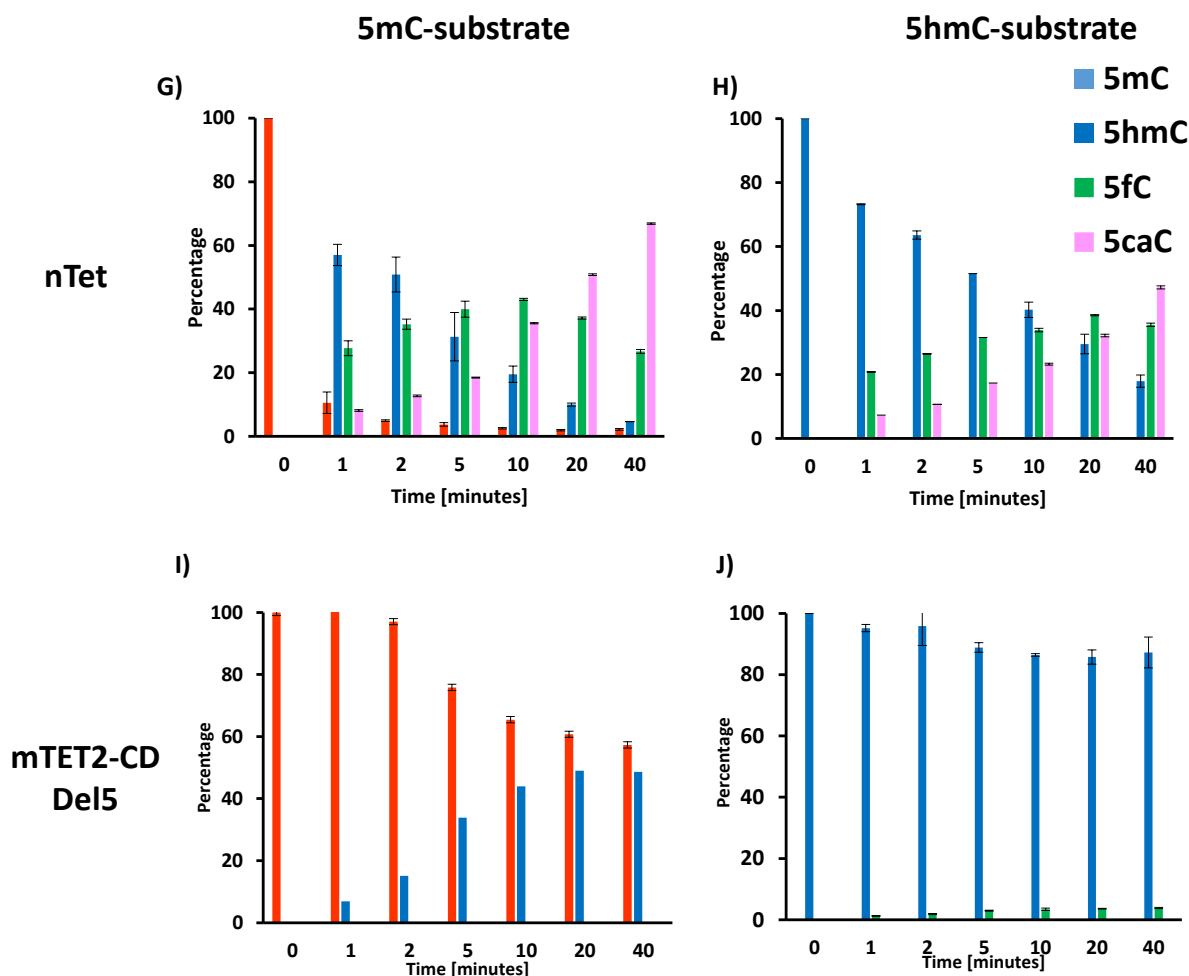 5mC-substrate
5hmC-substrate
G)
H)
5mC
5hmC
5fC
5caC
nTet
Percentage
100
80
60
40
20
0
0 1 2 5 10 20 40
Time [minutes]
Percentage
100
80
60
40
20
0
0 1 2 5 10 20 40
Time [minutes]
I)
J)
mTET2-CD
Del5
Percentage
100
80
60
40
20
0
0 1 2 5 10 20 40
Time [minutes]
Percentage
100
80
60
40
20
0
0 1 2 5 10 20 40
Time [minutes]